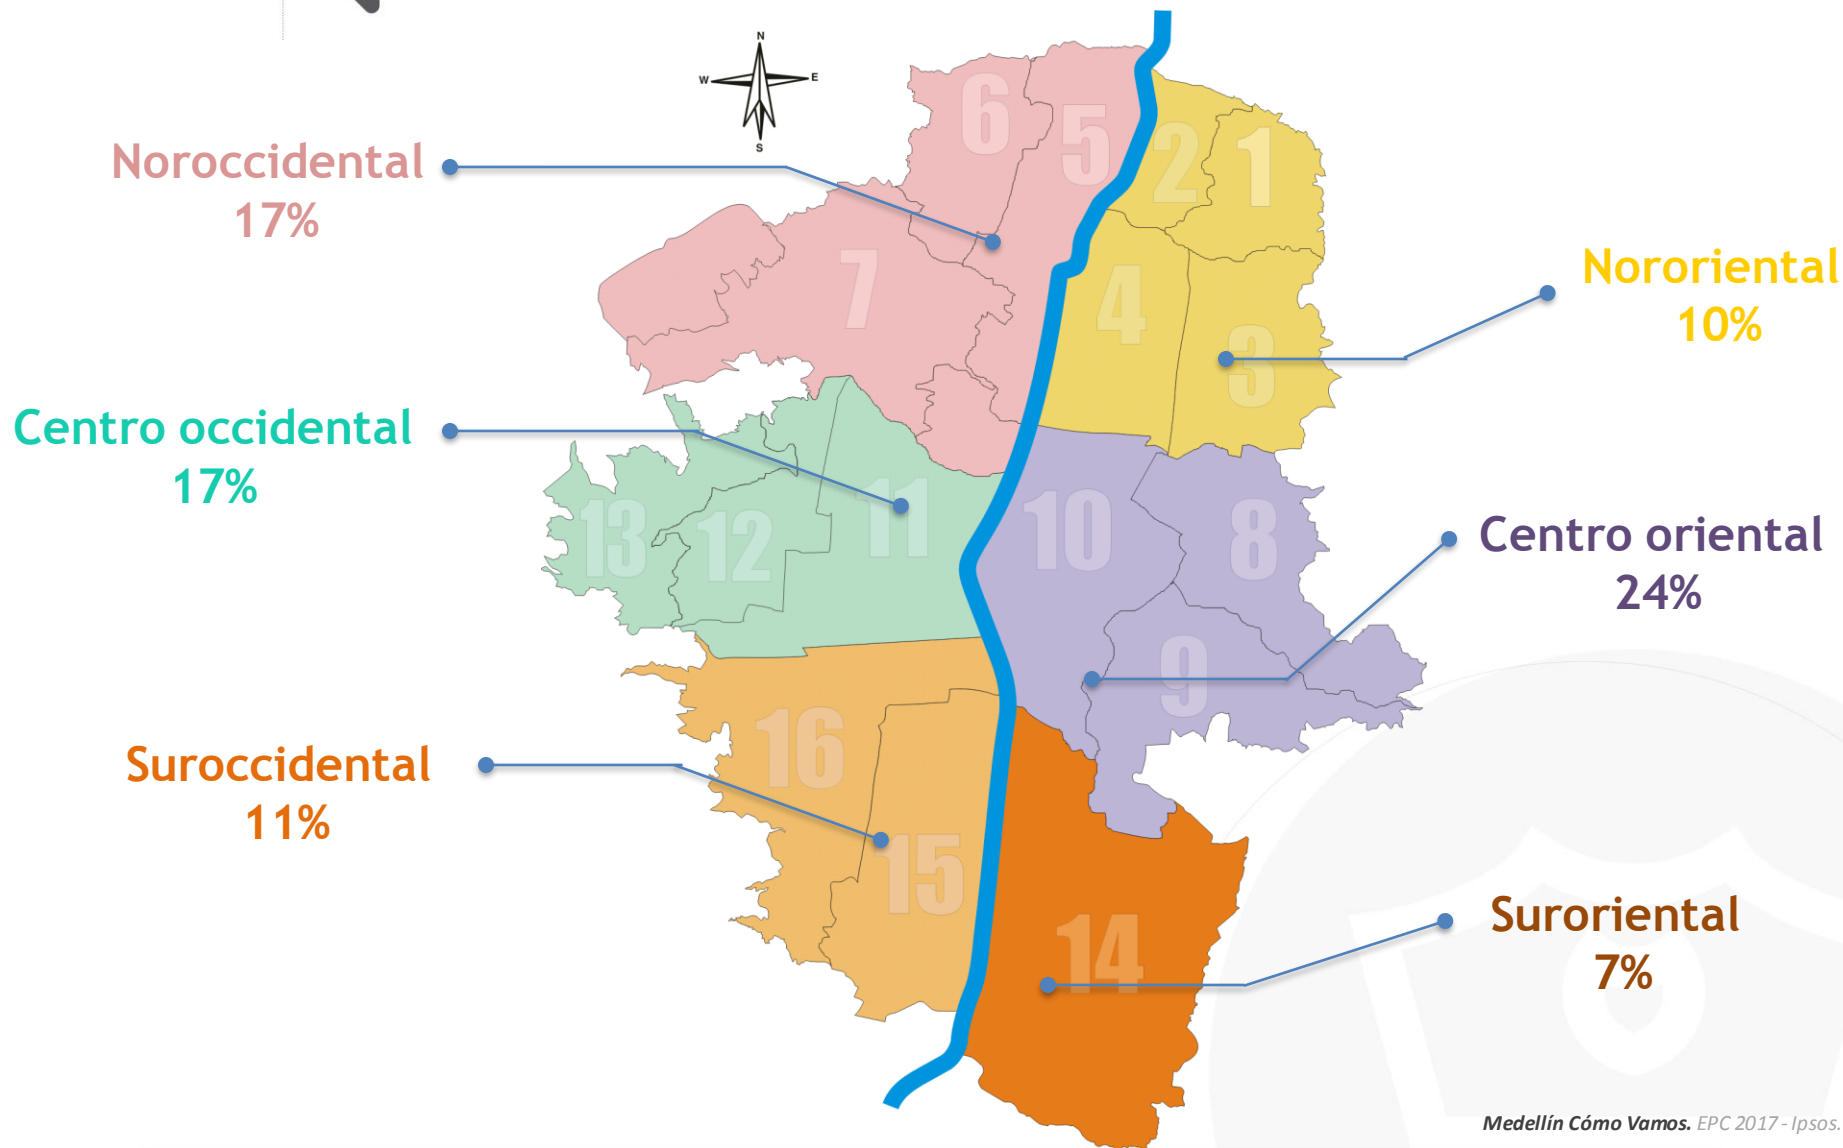 N
W
E
S
6
5
2
1
Noroccidental
17%
7
4
3
Nororiental
10%
Centro occidental
17%
13
12
11
10
8
Centro oriental
24%
9
16
Suroccidental
11%
15
14
Suroriental
7%
Medellín Cómo Vamos. EPC 2017 - Ipsos.